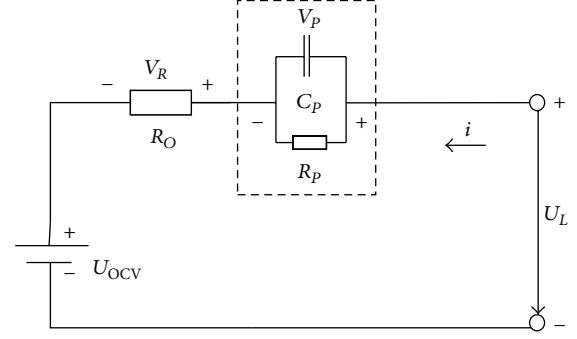 V_P
− V_R +
C_P
− +
R_O
R_P
i
+
U_L
+
− U_OCV
−